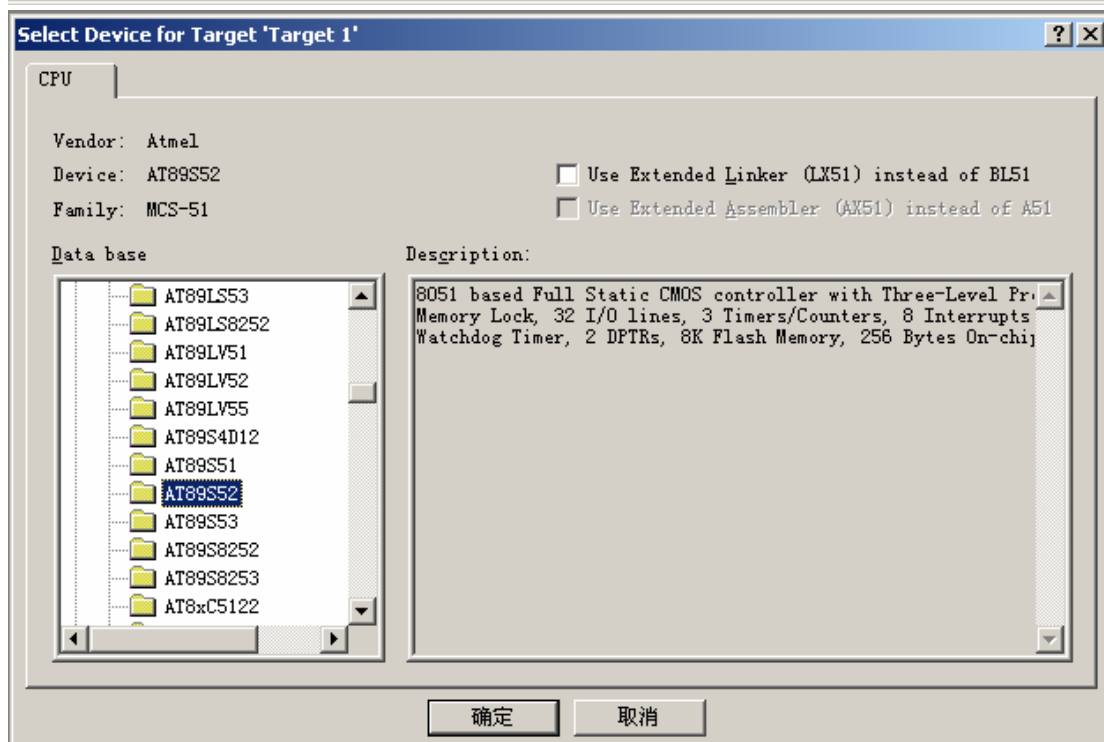 Select Device for Target 'Target 1'
CPU
Vendor: Atmel
Device: AT89S52
Use Extended Linker (LX51) instead of BL51
Family: MCS-51
Use Extended Assembler (AX51) instead of A51
Data base
Description:
AT89LS53
AT89LS8252
AT89LV51
AT89LV52
AT89LV55
AT89S4D12
AT89S51
AT89S52
AT89S53
AT89S8252
AT89S8253
AT8xC5122
8051 based Full Static CMOS controller with Three-Level
Memory Lock, 32 I/O lines, 3 Timers/Counters, 8 Interrupts
Watchdog Timer, 2 DPTRs, 8K Flash Memory, 256 Bytes
确定
取消